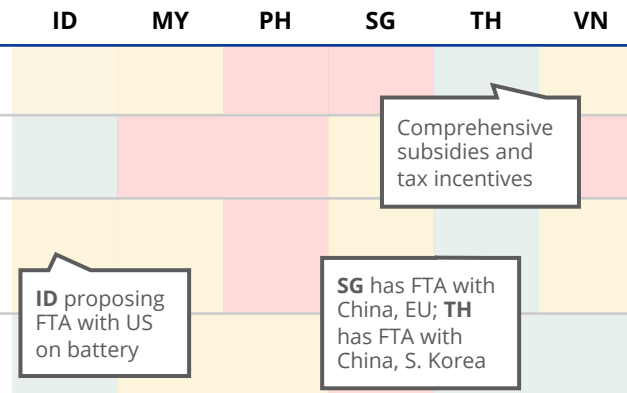 ID MY PH SG TH VN
Comprehensive
subsidies and
tax incentives
ID proposing
FTA with US
on battery
SG has FTA with
China, EU; TH
has FTA with
China, S. Korea